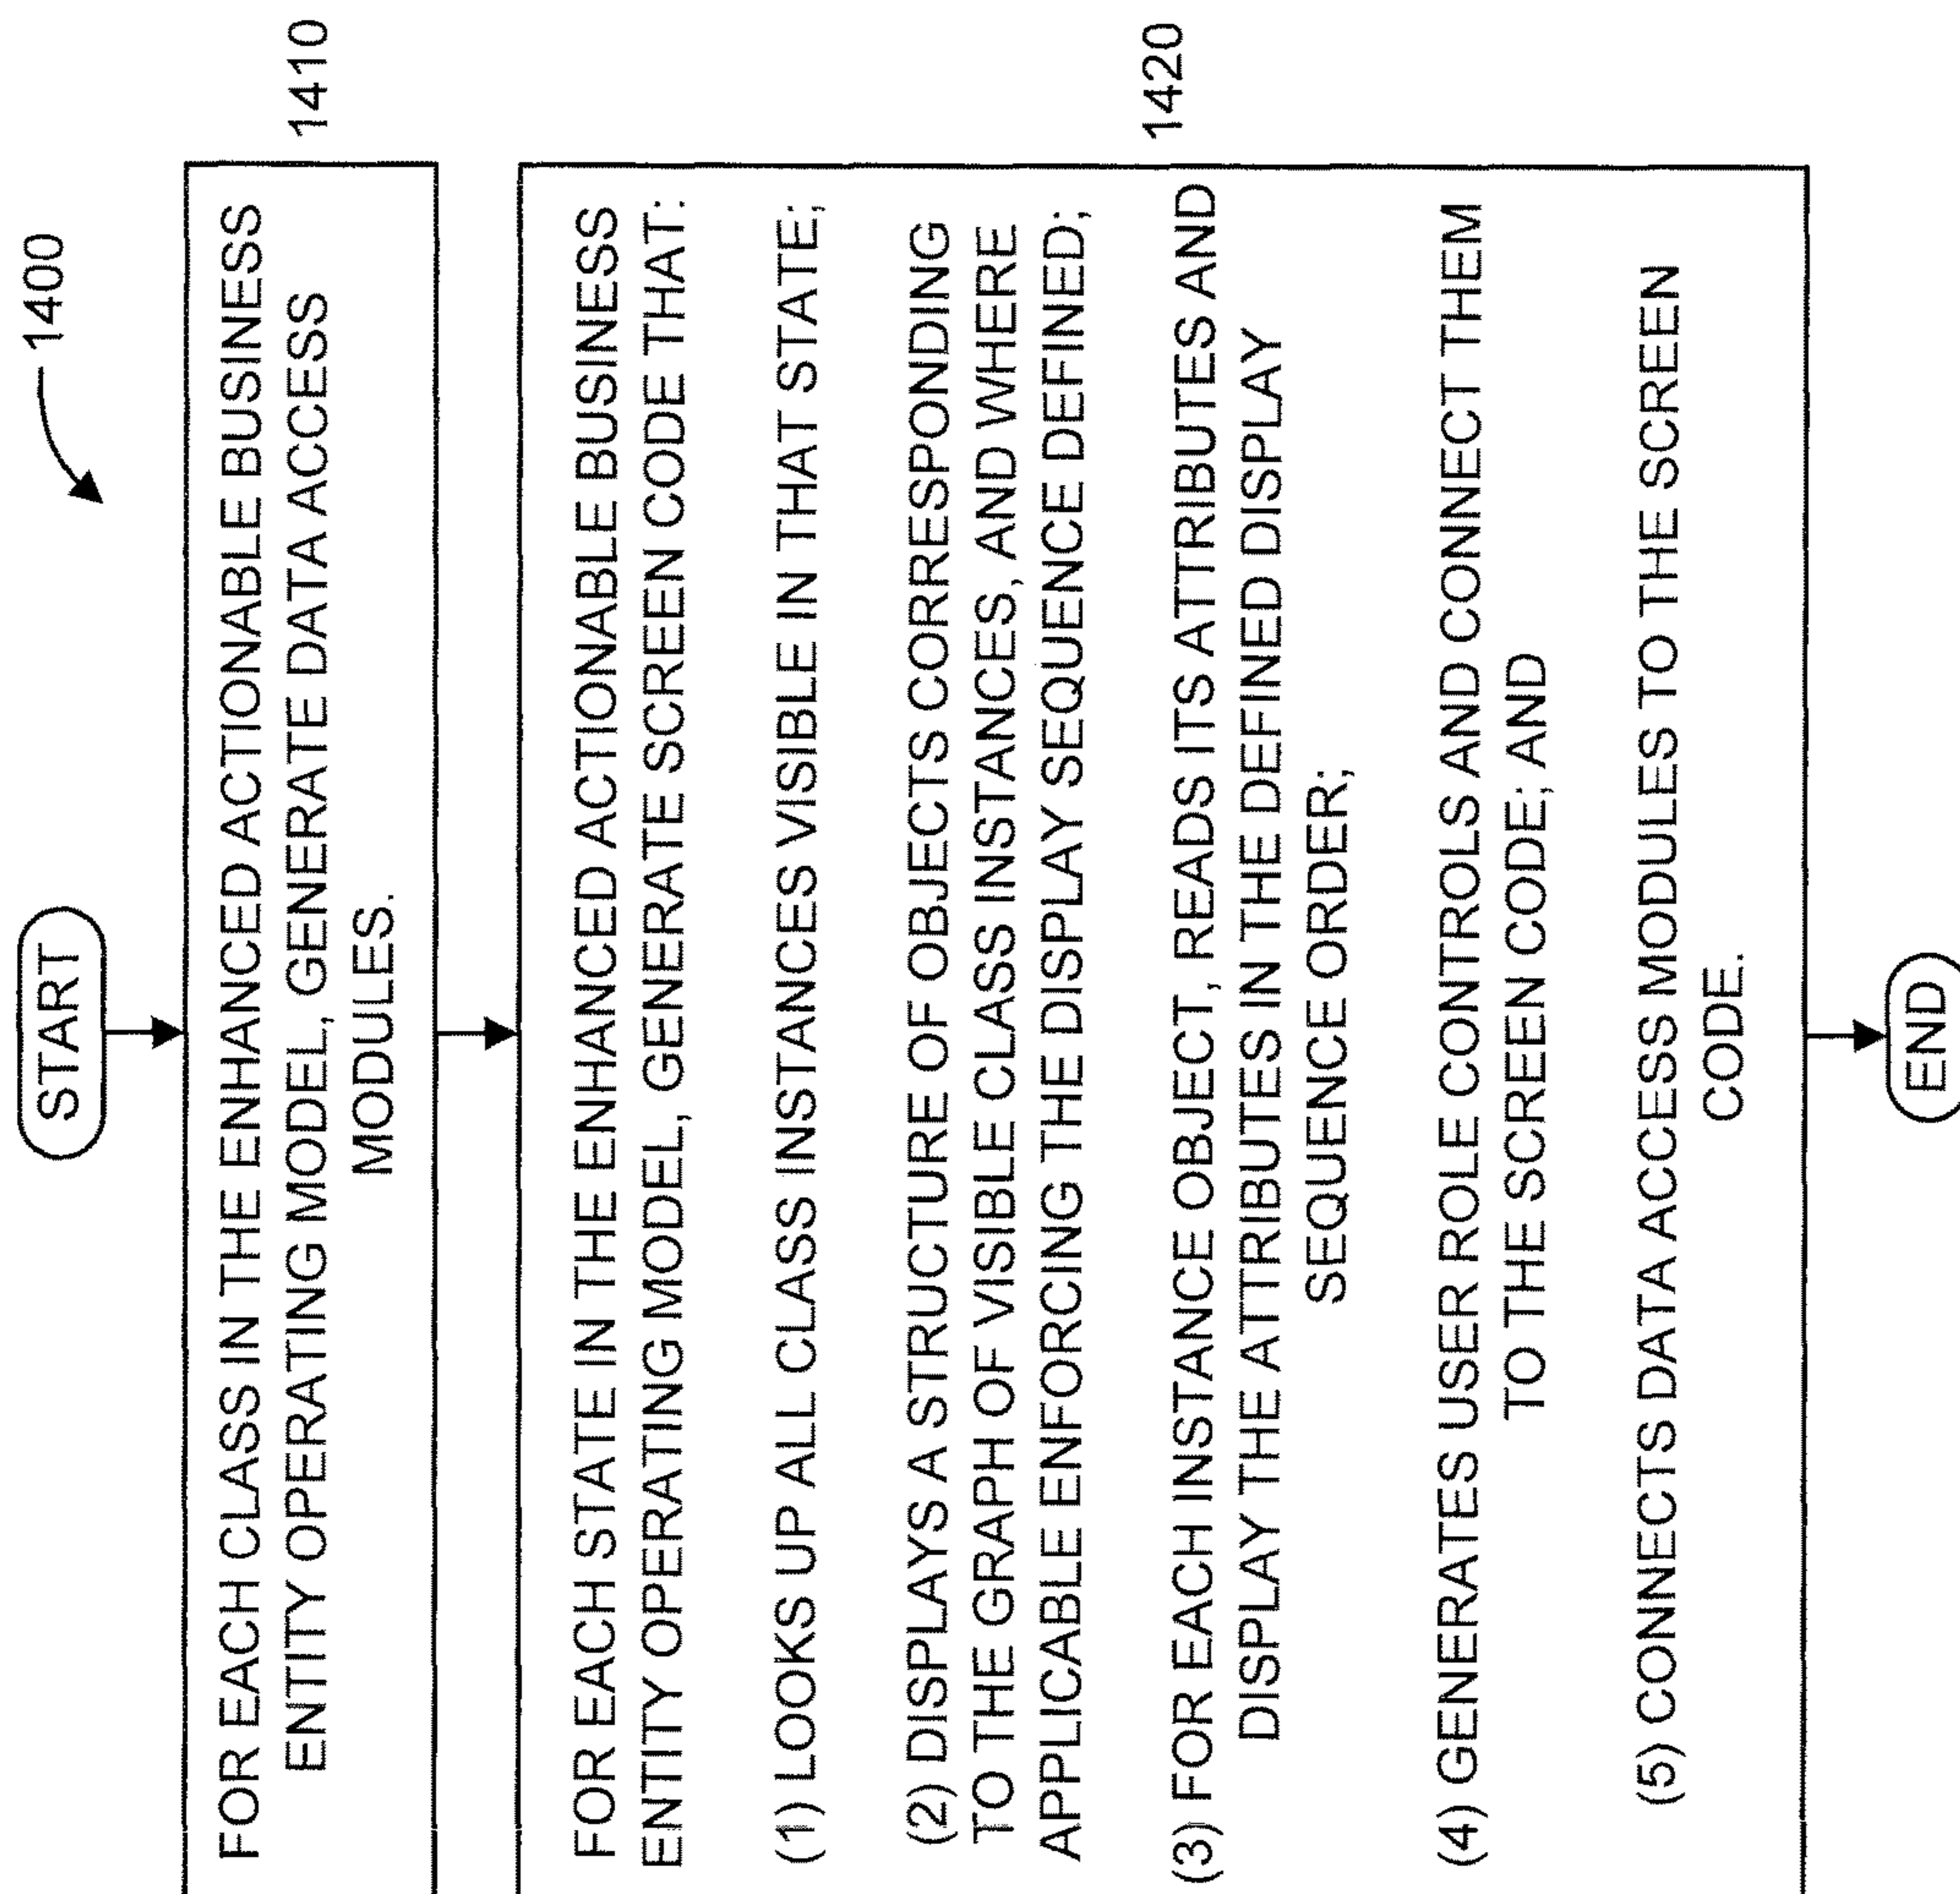 1400
START
FOR EACH CLASS IN THE ENHANCED ACTIONABLE BUSINESS
ENTITY OPERATING MODEL, GENERATE DATA ACCESS
MODULES.
1410
FOR EACH STATE IN THE ENHANCED ACTIONABLE BUSINESS
ENTITY OPERATING MODEL, GENERATE SCREEN CODE THAT:
(1) LOOKS UP ALL CLASS INSTANCES VISIBLE IN THAT STATE;
(2) DISPLAYS A STRUCTURE OF OBJECTS CORRESPONDING
TO THE GRAPH OF VISIBLE CLASS INSTANCES, AND WHERE
APPLICABLE ENFORCING THE DISPLAY SEQUENCE DEFINED;
(3) FOR EACH INSTANCE OBJECT, READS ITS ATTRIBUTES AND
DISPLAY THE ATTRIBUTES IN THE DEFINED DISPLAY
SEQUENCE ORDER;
(4) GENERATES USER ROLE CONTROLS AND CONNECT THEM
TO THE SCREEN CODE; AND
(5) CONNECTS DATA ACCESS MODULES TO THE SCREEN
CODE.
1420
END